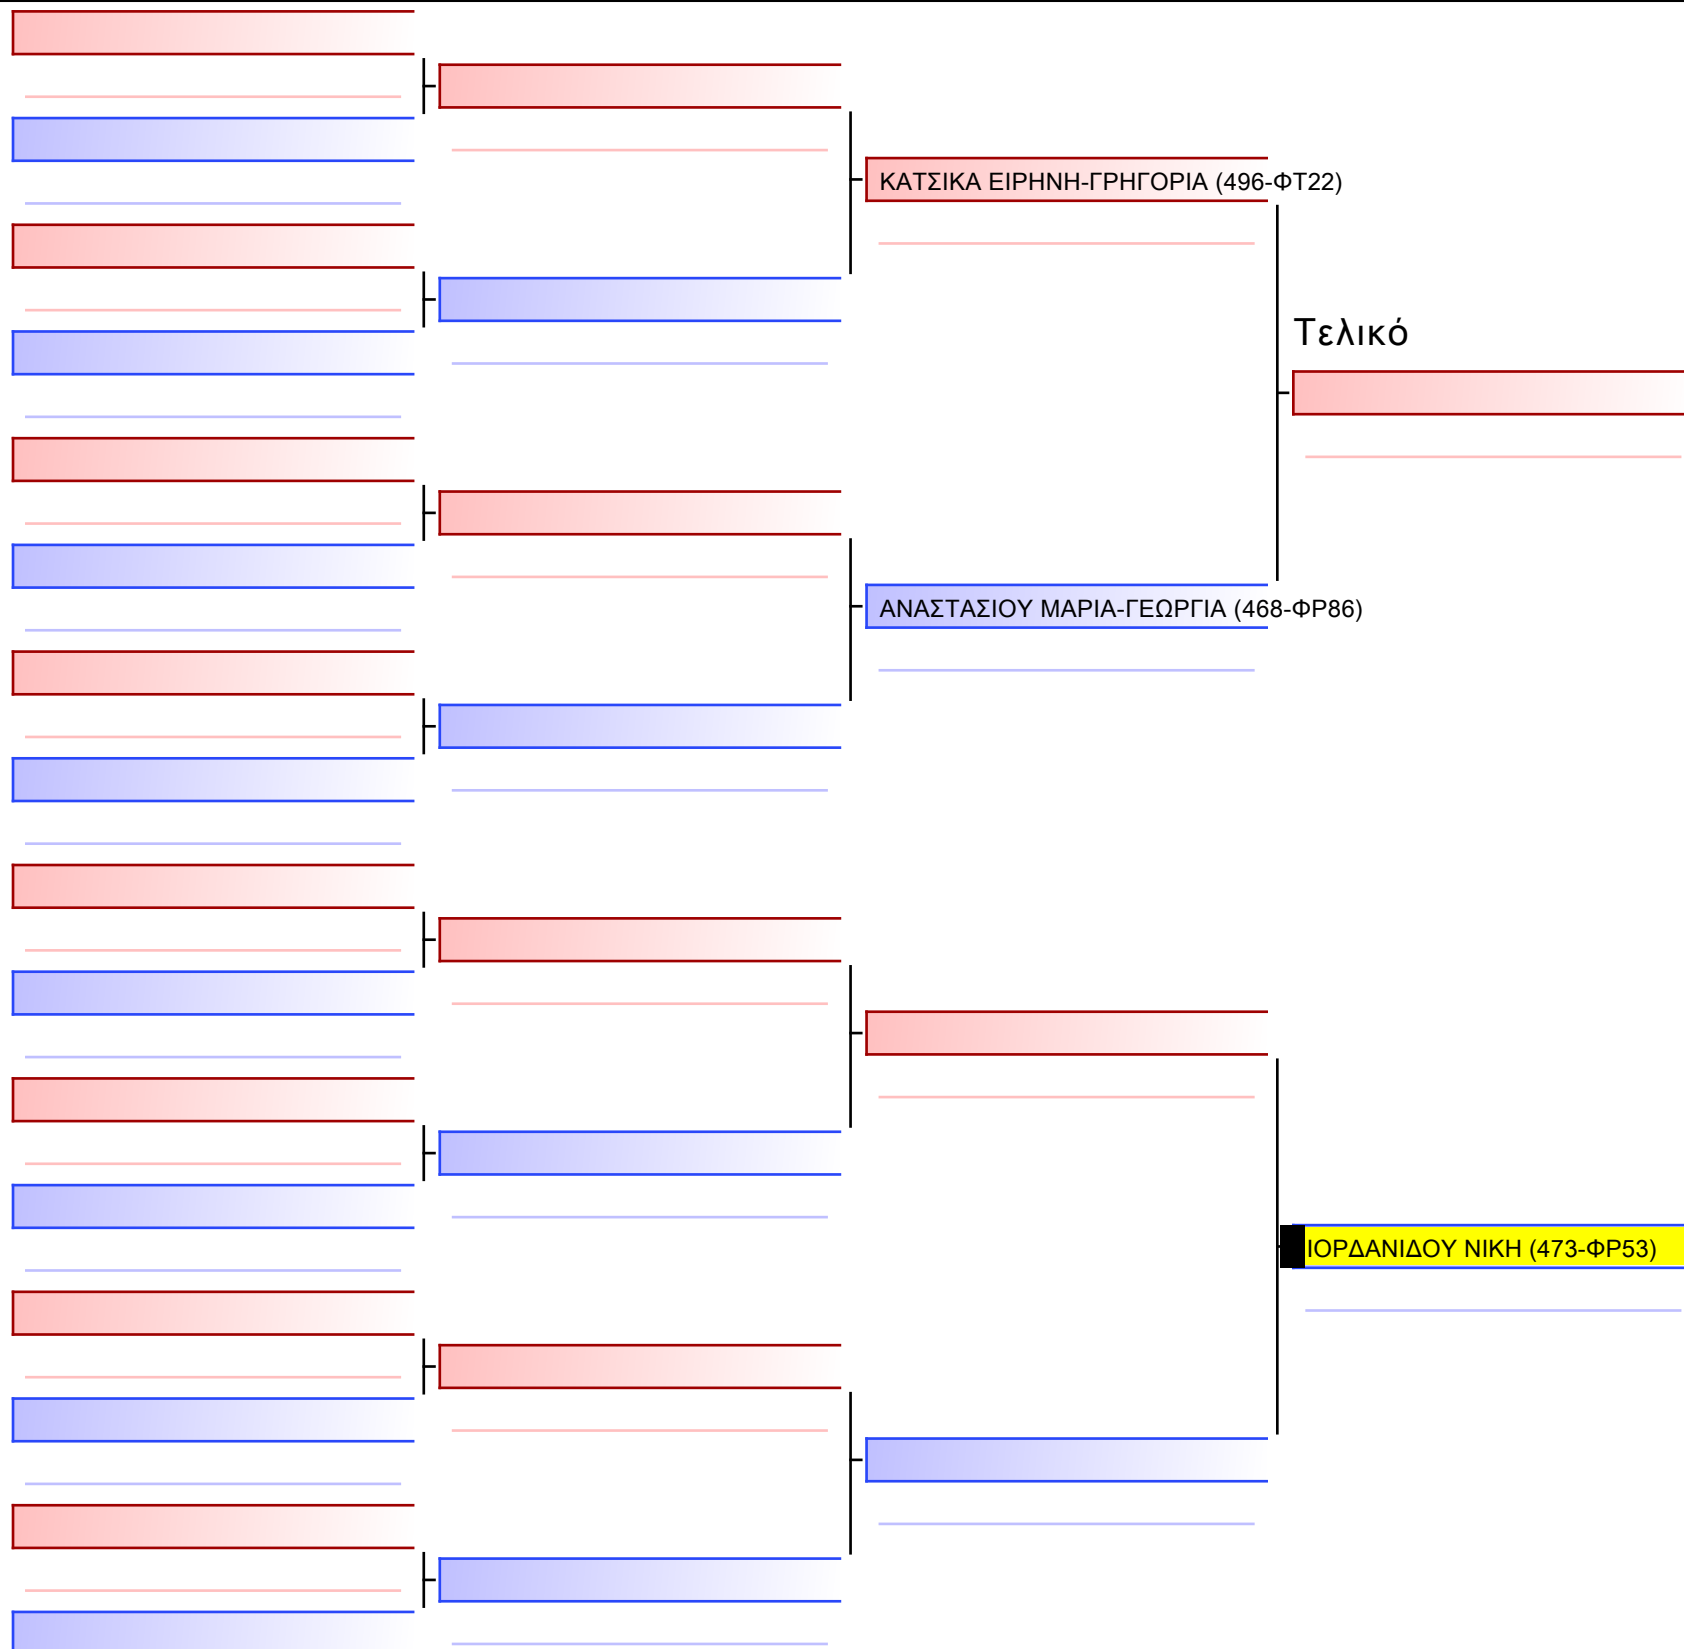 ΚΑΤΣΙΚΑ ΕΙΡΗΝΗ-ΓΡΗΓΟΡΙΑ (496-ΦΤ22)
Τελικό
ΑΝΑΣΤΑΣΙΟΥ ΜΑΡΙΑ-ΓΕΩΡΓΙΑ (468-ΦΡ86)
ΙΟΡΔΑΝΙΔΟΥ ΝΙΚΗ (473-ΦΡ53)